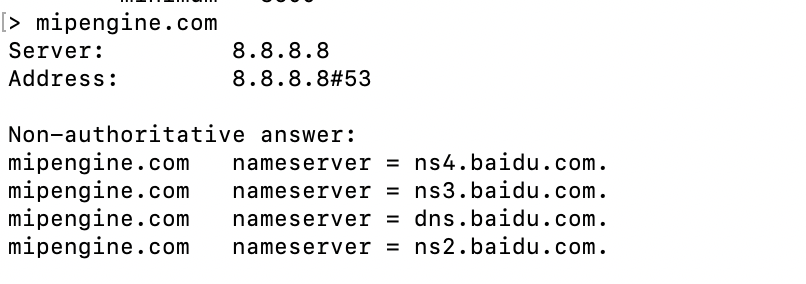 [> mipengine.com
Server:         8.8.8.8
Address:        8.8.8.8#53

Non-authoritative answer:
mipengine.com   nameserver = ns4.baidu.com.
mipengine.com   nameserver = ns3.baidu.com.
mipengine.com   nameserver = dns.baidu.com.
mipengine.com   nameserver = ns2.baidu.com.